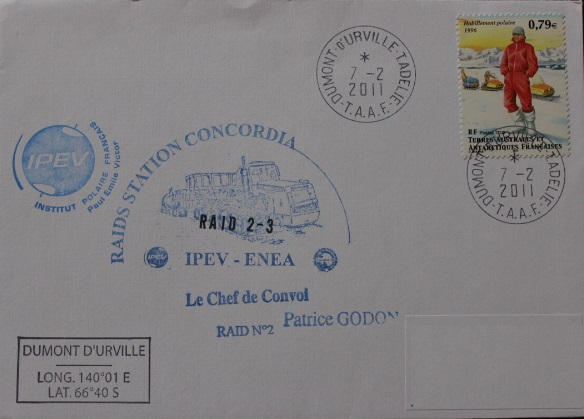 Habillement polaire
1996
0,79€
RF
TERRES AUSTRALES ET
ANTARCTIQUES FRANÇAISES
DUMONT-D'URVILLE-T.ADELIE
*
7-2
2011
-T.A.A.F.-
DUMONT
*
7-2
2011
-T.A.A.F.-
IPEV
INSTITUT POLAIRE FRANÇAIS
Paul Emile Victor
RAIDS STATION CONCORDIA
RAID 2-3
IPEV
IPEV - ENEA
Le Chef de Convoi
RAID N°2 Patrice GODON
DUMONT D'URVILLE
LONG. 140°01 E
LAT. 66°40 S